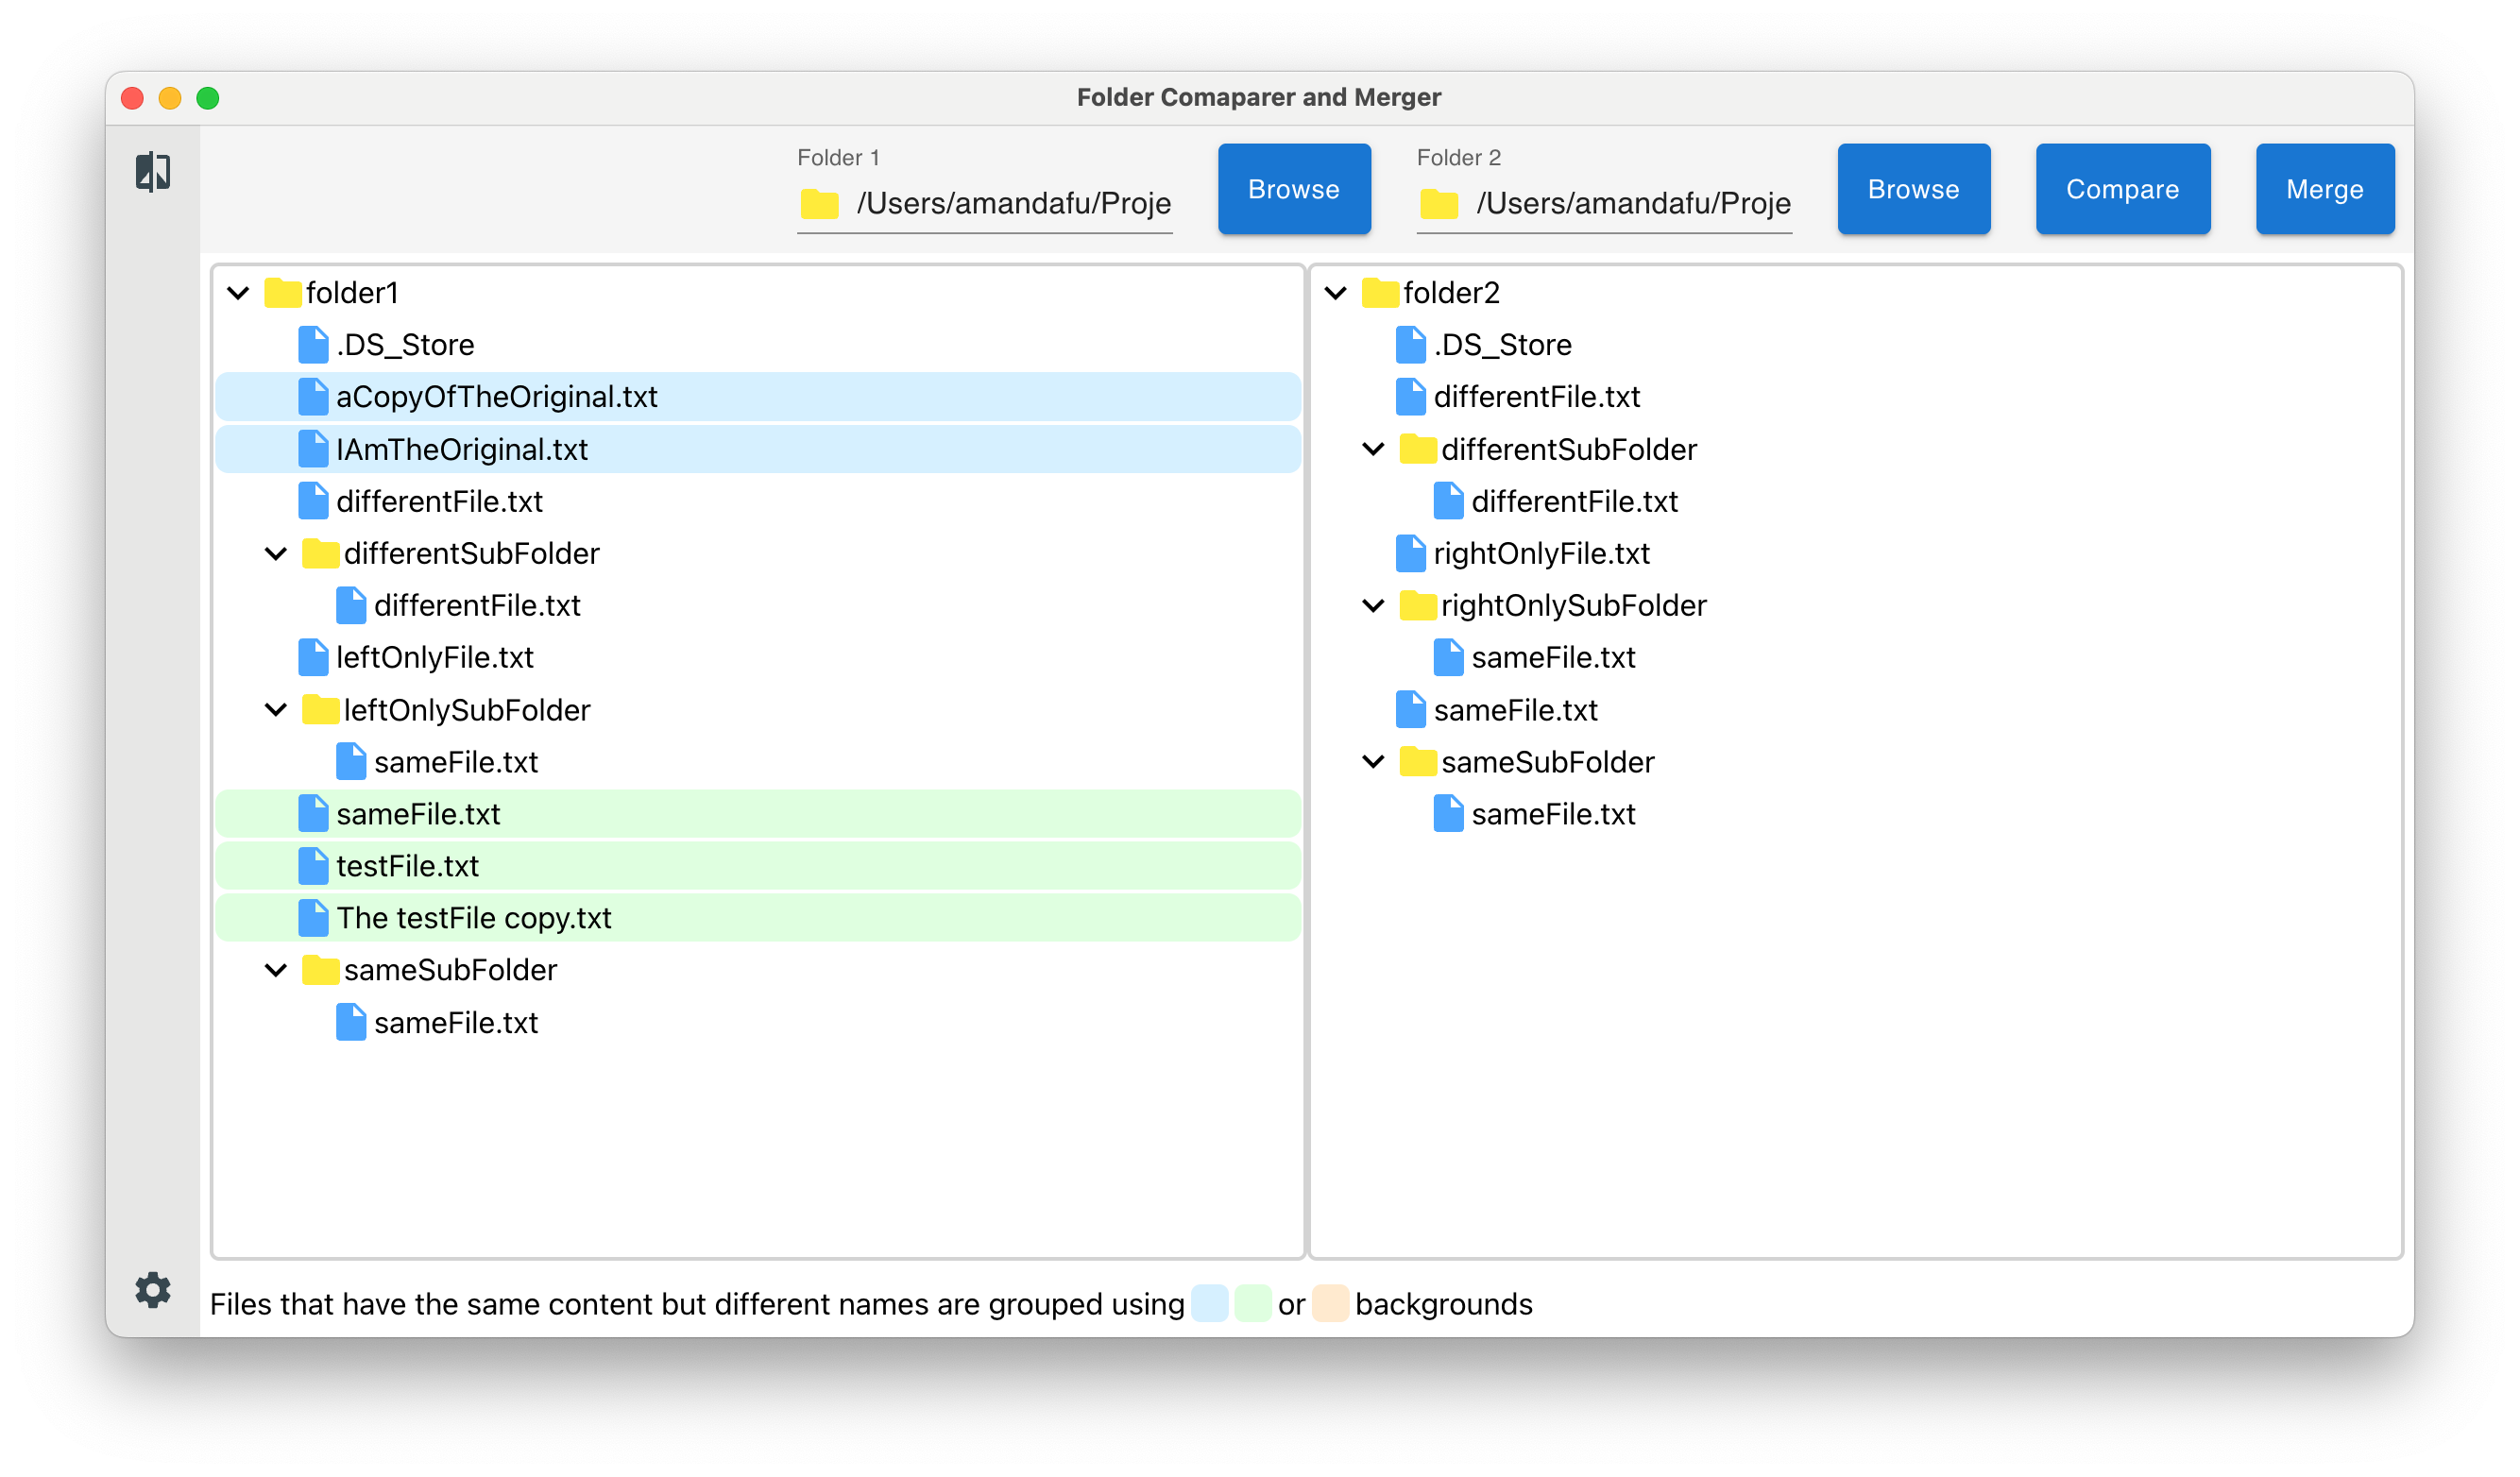 Folder Comaparer and Merger
Folder 1
/Users/amandafu/Proje
Browse
Folder 2
/Users/amandafu/Proje
Browse
Compare
Merge
folder1
.DS_Store
aCopyOfTheOriginal.txt
IAmTheOriginal.txt
differentFile.txt
differentSubFolder
differentFile.txt
leftOnlyFile.txt
leftOnlySubFolder
sameFile.txt
sameFile.txt
testFile.txt
The testFile copy.txt
sameSubFolder
sameFile.txt
folder2
.DS_Store
differentFile.txt
differentSubFolder
differentFile.txt
rightOnlyFile.txt
rightOnlySubFolder
sameFile.txt
sameFile.txt
sameSubFolder
sameFile.txt
Files that have the same content but different names are grouped using or backgrounds